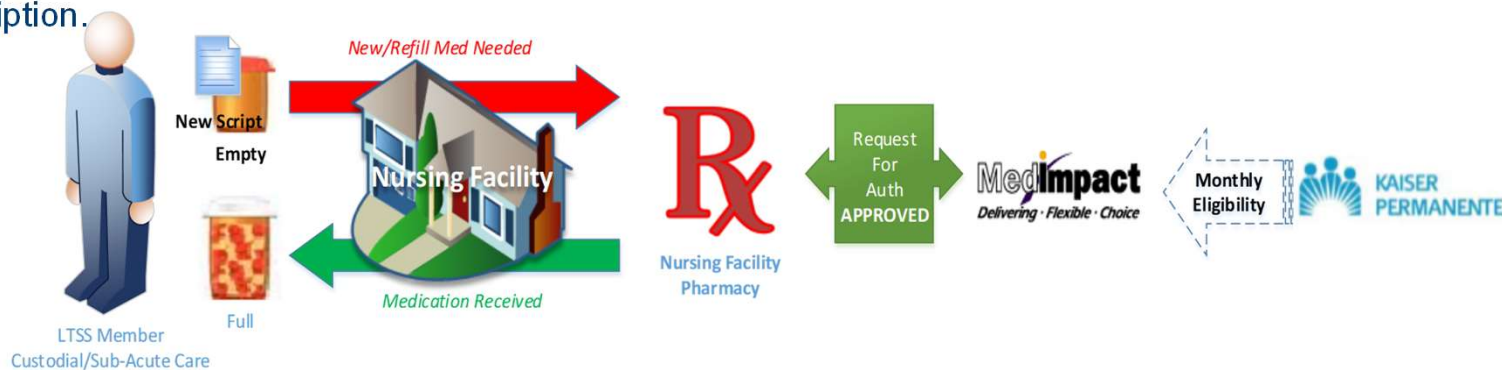 iption.
New/Refill Med Needed
New Script
Empty
Nursing Facility
Medication Received
Full
LTSS Member
Custodial/Sub-Acute Care
Rx
Nursing Facility
Pharmacy
Request
For
Auth
APPROVED
MedImpact
Delivering · Flexible · Choice
Monthly
Eligibility
KAISER
PERMANENTE